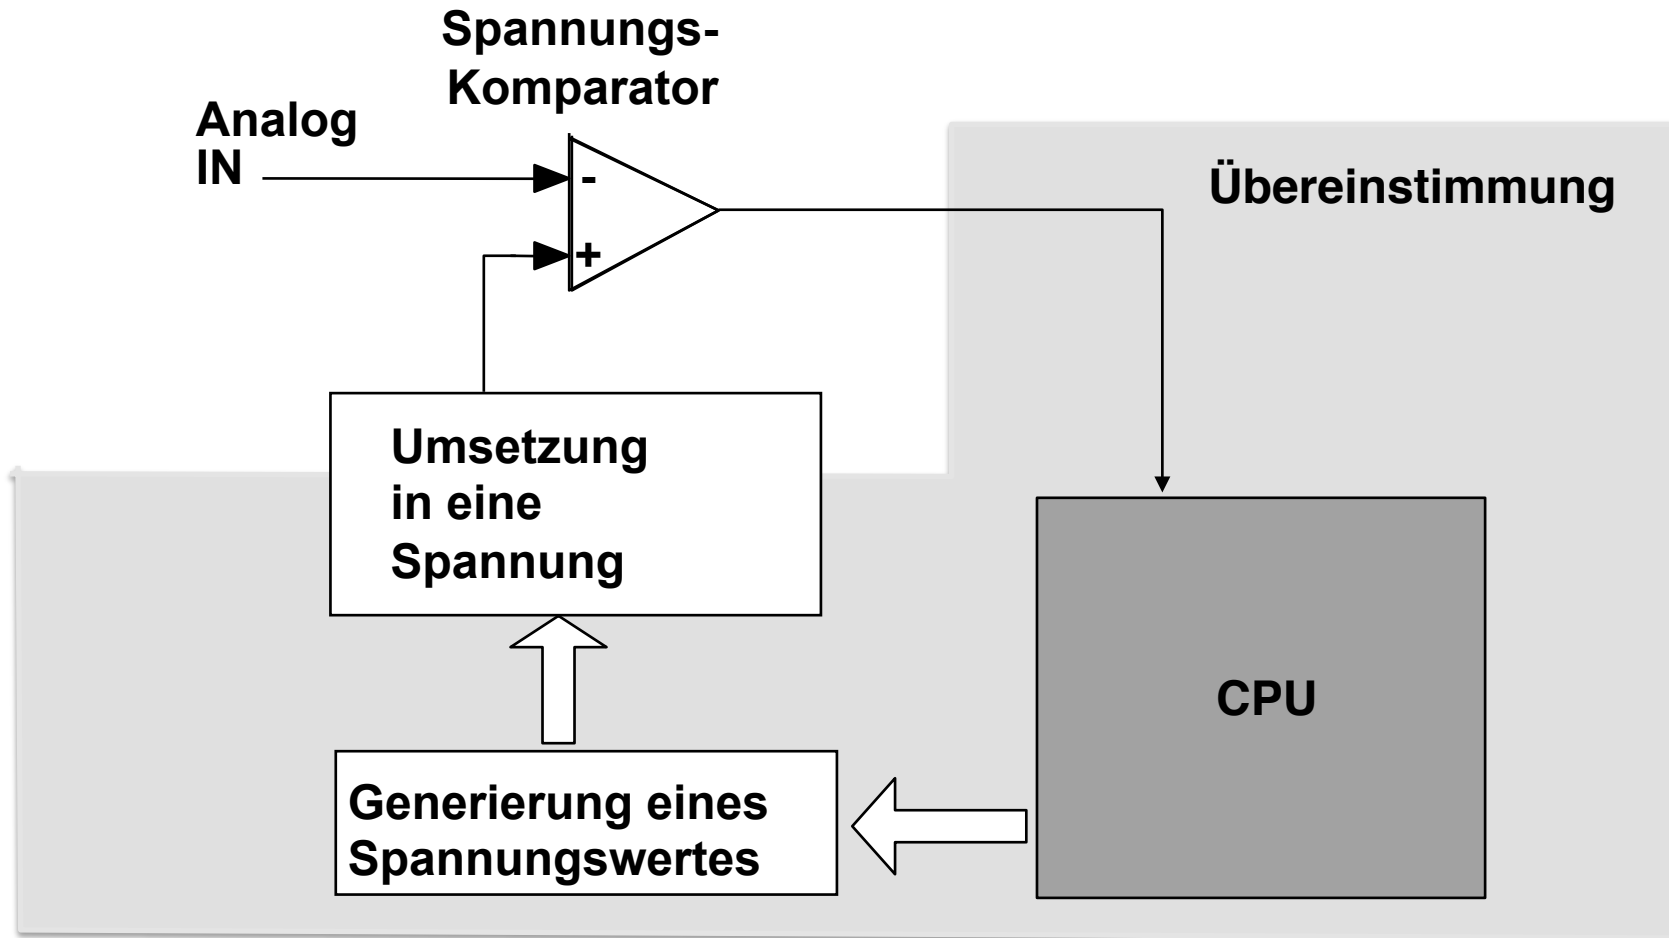 Spannungs-
Komparator
Analog
IN
-
+
Übereinstimmung
Umsetzung
in eine
Spannung
CPU
Generierung eines
Spannungswertes